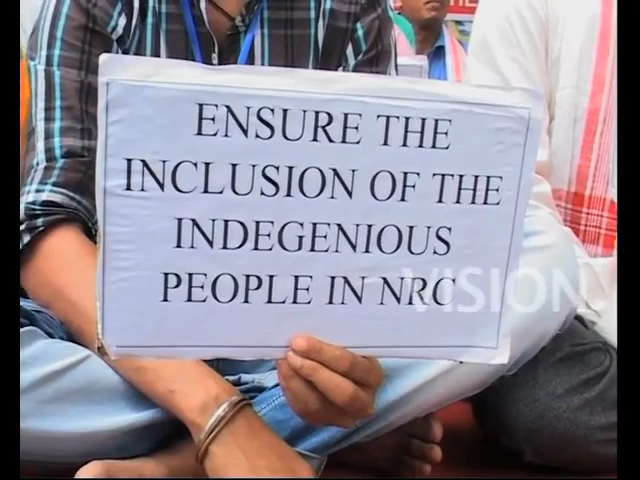 ENSURE THE
INCLUSION OF THE
INDEGENIOUS
PEOPLE IN NRC
VISION